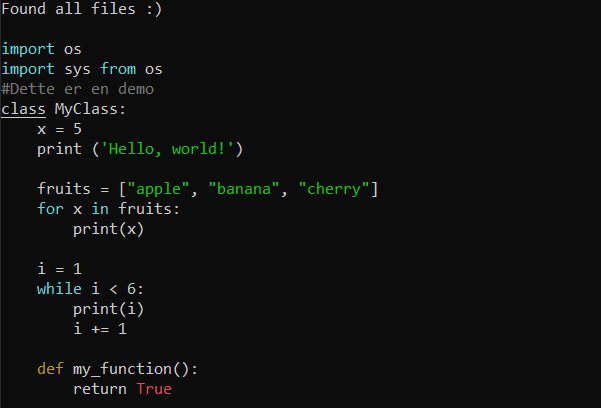 Found all files :)

import os
import sys from os
#Dette er en demo
class MyClass:
    x = 5
    print ('Hello, world!')

    fruits = ["apple", "banana", "cherry"]
    for x in fruits:
        print(x)

    i = 1
    while i < 6:
        print(i)
        i += 1

    def my_function():
        return True